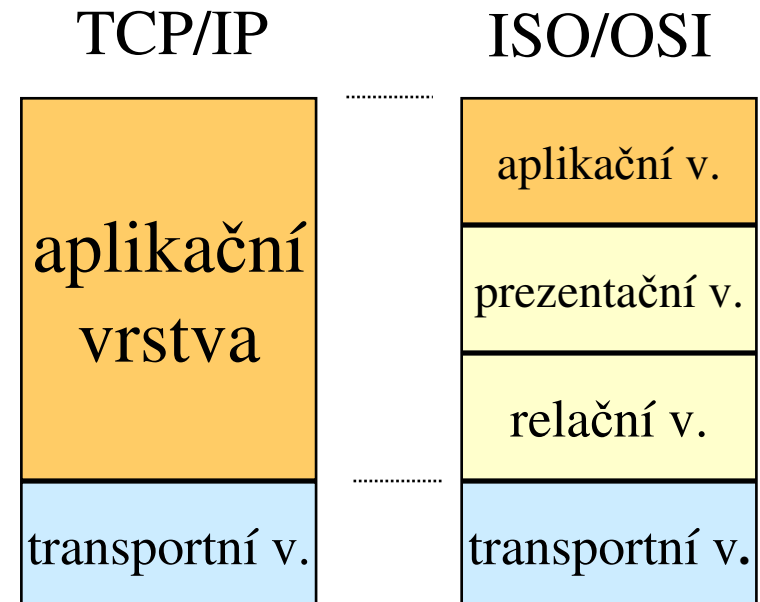 TCP/IP
ISO/OSI
aplikační
vrstva
transportní v.
aplikační v.
prezentační v.
relační v.
transportní v.